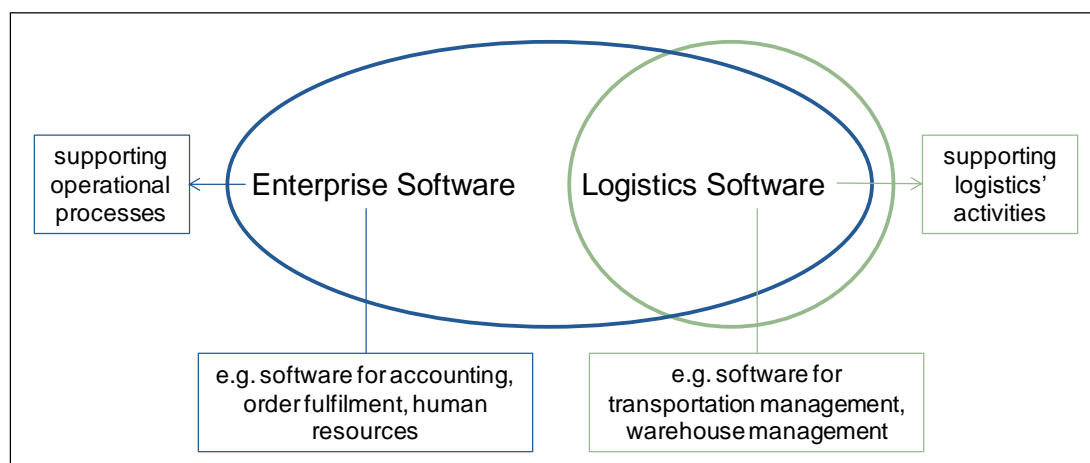 supporting
operational
processes
Enterprise Software
Logistics Software
supporting
logistics’
activities
e.g. software for accounting,
order fulfilment, human
resources
e.g. software for
transportation management,
warehouse management